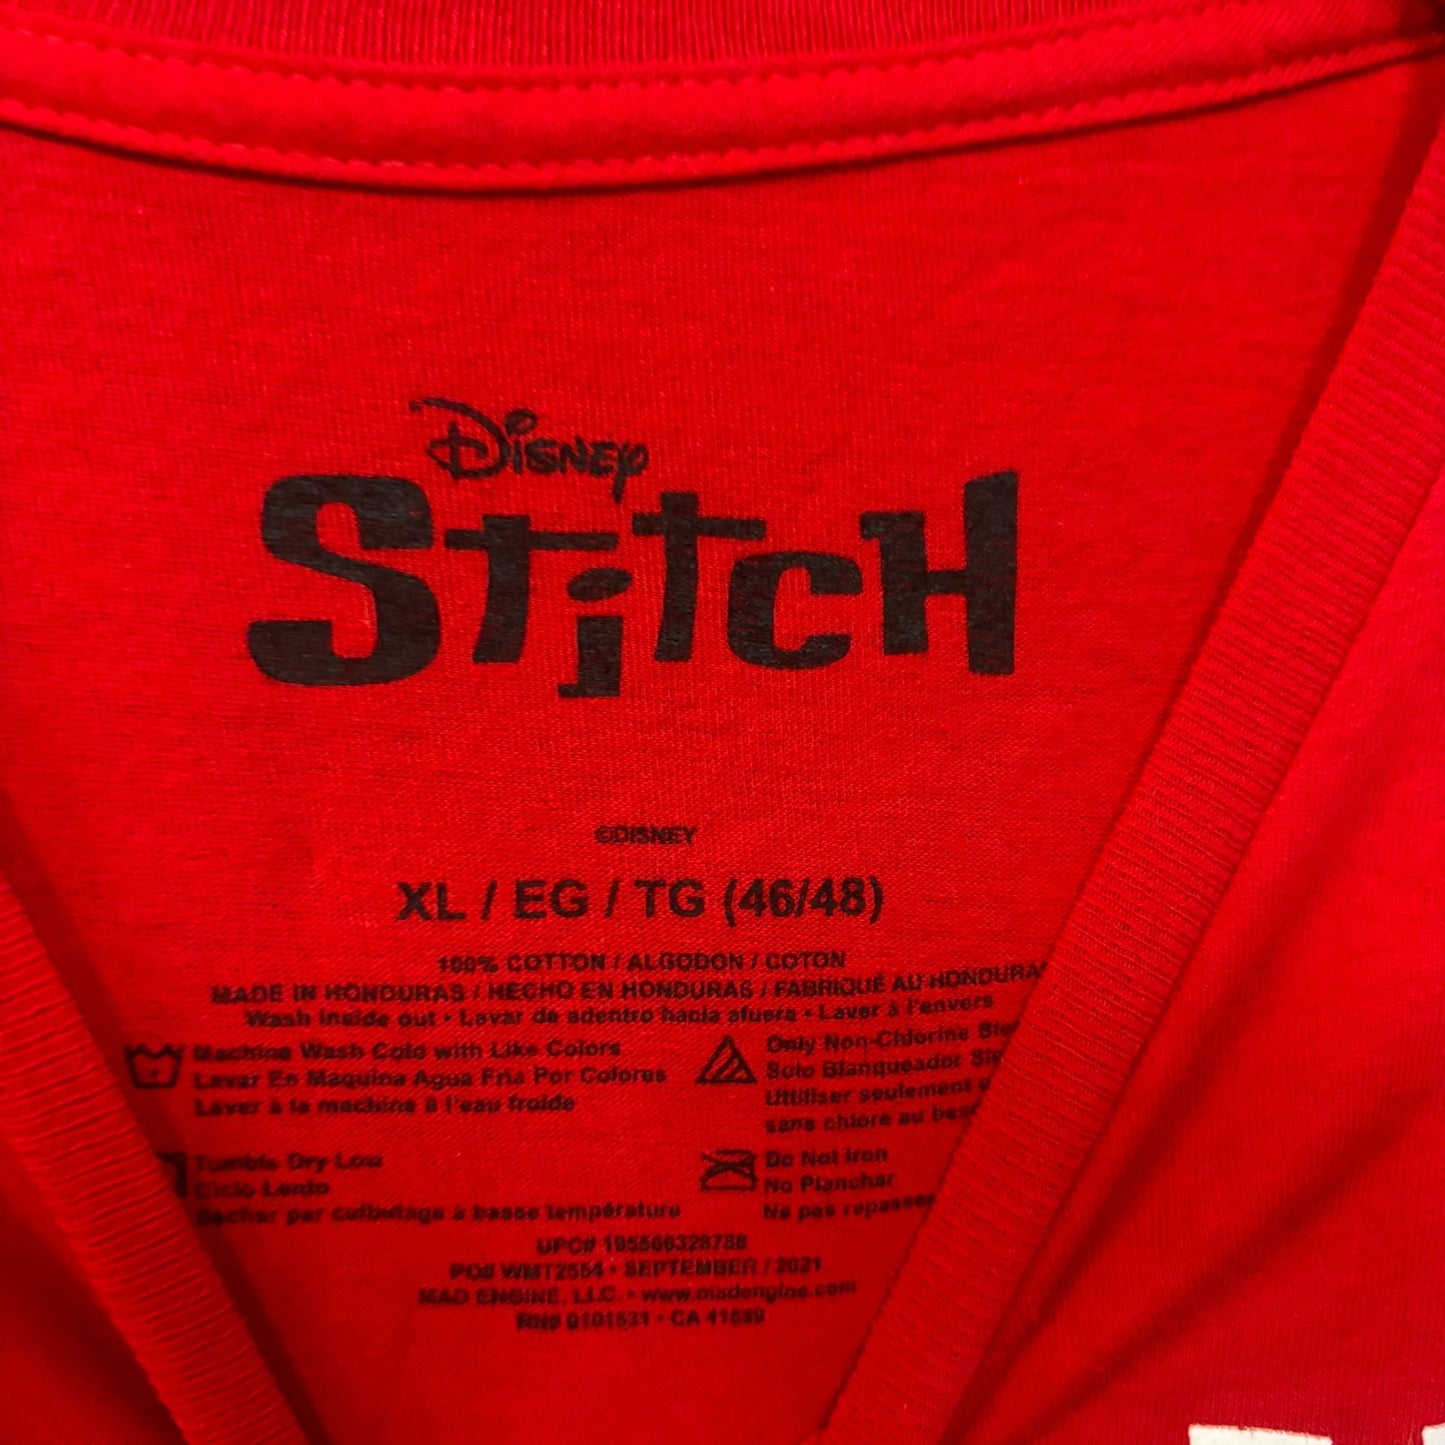 Disney
Stitch
©DISNEY
XL / EG / TG (46/48)
100% COTTON / ALGODON / COTON
MADE IN HONDURAS / HECHO EN HONDURAS / FABRIQUÉ AU HONDURA
Wash inside out • Lavar de adentro hacia afuera • Laver à l'envers
Machine Wash Cold with Like Colors
Lavar En Maquina Agua Fria Por Colores
Laver à la machine à l'eau froide
Only Non-Chlorine
Solo Blanqueador
Utiliser seulement
sans chlore au
Tumble Dry Low
Ciclo Lento
Sécher par culbutage à basse température
Do Not Iron
No Planchar
Ne pas
UPC# 195566328788
PO# WMT2554 • SEPTEMBER / 2021
MAD ENGINE, LLC. • www.madengine.com
RN# 0101531 • CA 41589